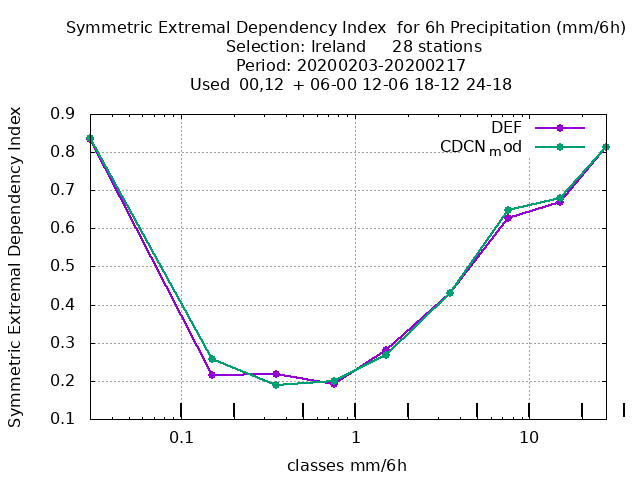 Symmetric Extremal Dependency Index  for 6h Precipitation (mm/6h)
Selection: Ireland     28 stations
Period: 20200203-20200217
Used  00,12  + 06-00 12-06 18-12 24-18
Symmetric Extremal Dependency Index
0.9
0.8
0.7
0.6
0.5
0.4
0.3
0.2
0.1
DEF
CDCNmod
0.1
1
10
classes mm/6h